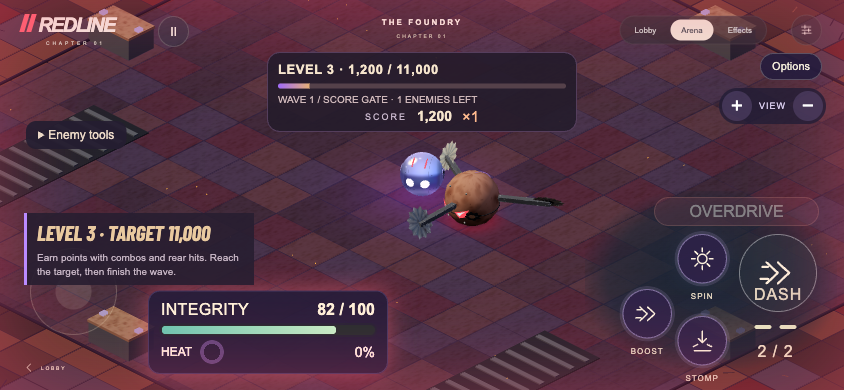 REDLINE
CHAPTER 01
THE FOUNDRY
CHAPTER 01
Lobby
Arena
Effects
Options
LEVEL 3 · 1,200 / 11,000
WAVE 1 / SCORE GATE · 1 ENEMIES LEFT
SCORE 1,200 ×1
VIEW
Enemy tools
LEVEL 3 · TARGET 11,000
Earn points with combos and rear hits. Reach
the target, then finish the wave.
INTEGRITY 82 / 100
HEAT 0%
LOBBY
OVERDRIVE
SPIN
DASH
BOOST
STOMP
2 / 2